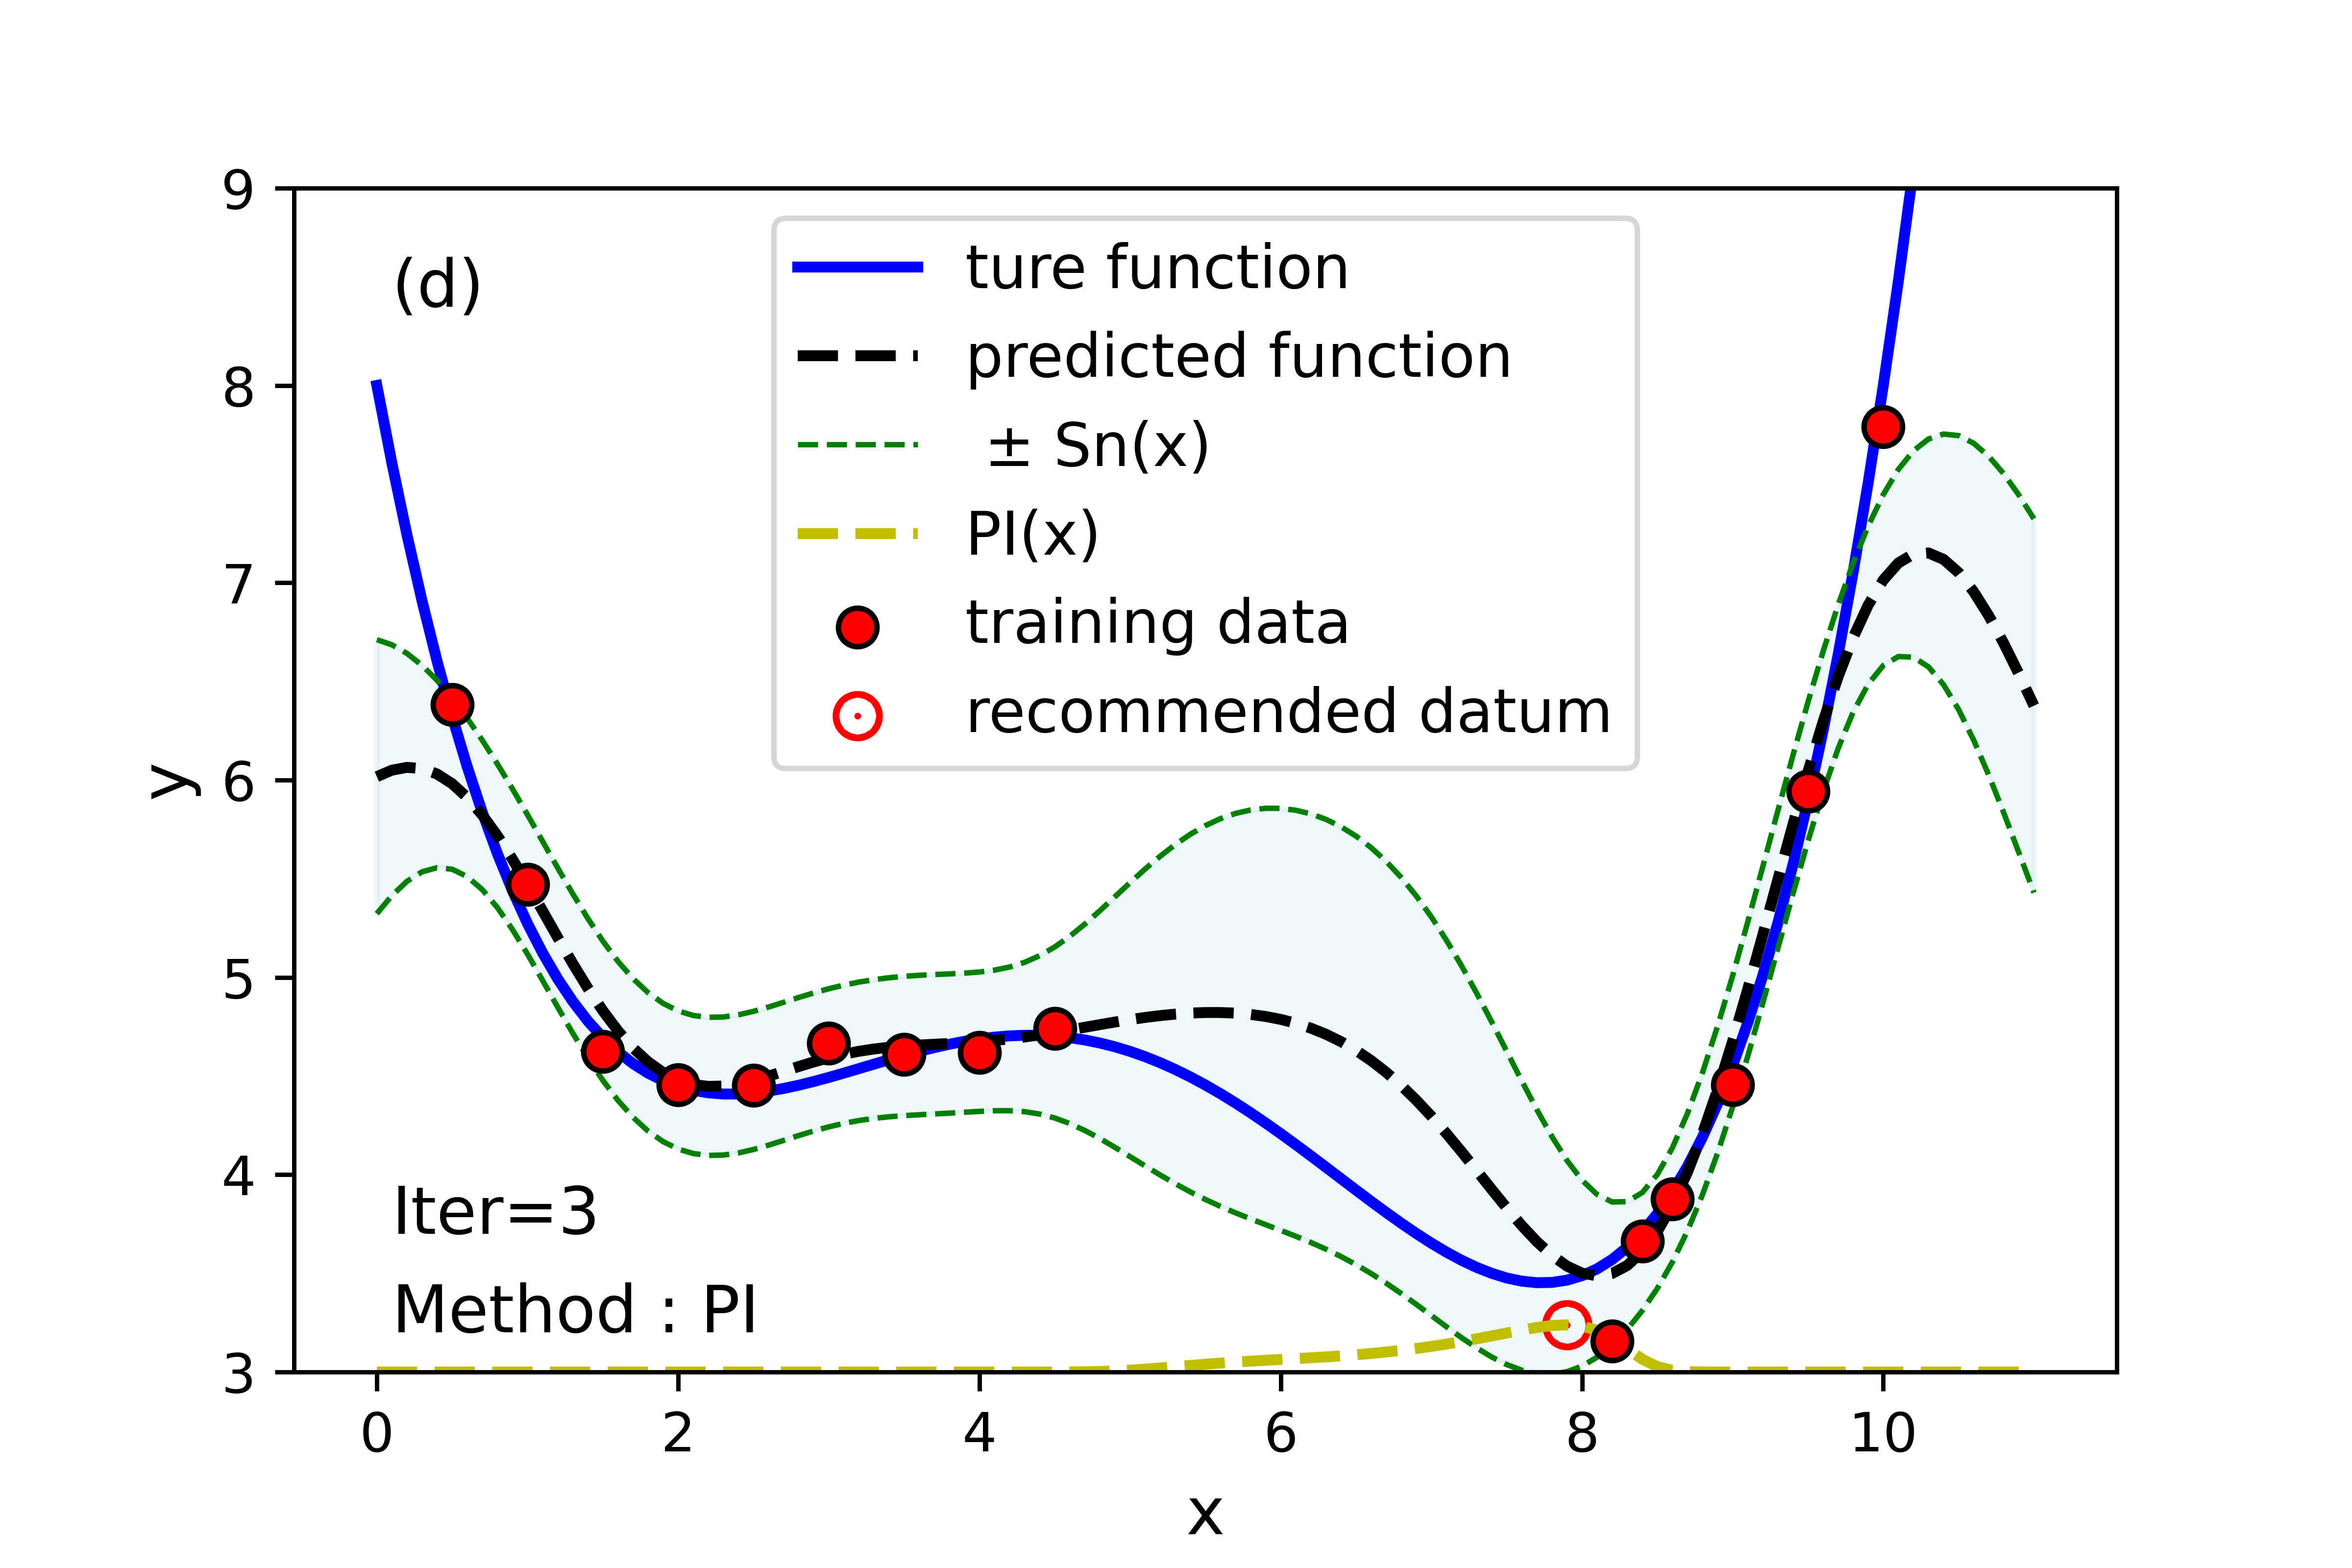 (d)
ture function
predicted function
± Sn(x)
PI(x)
training data
recommended datum
Iter=3
Method : PI
y
9
8
7
6
5
4
3
0 2 4 6 8 10
x